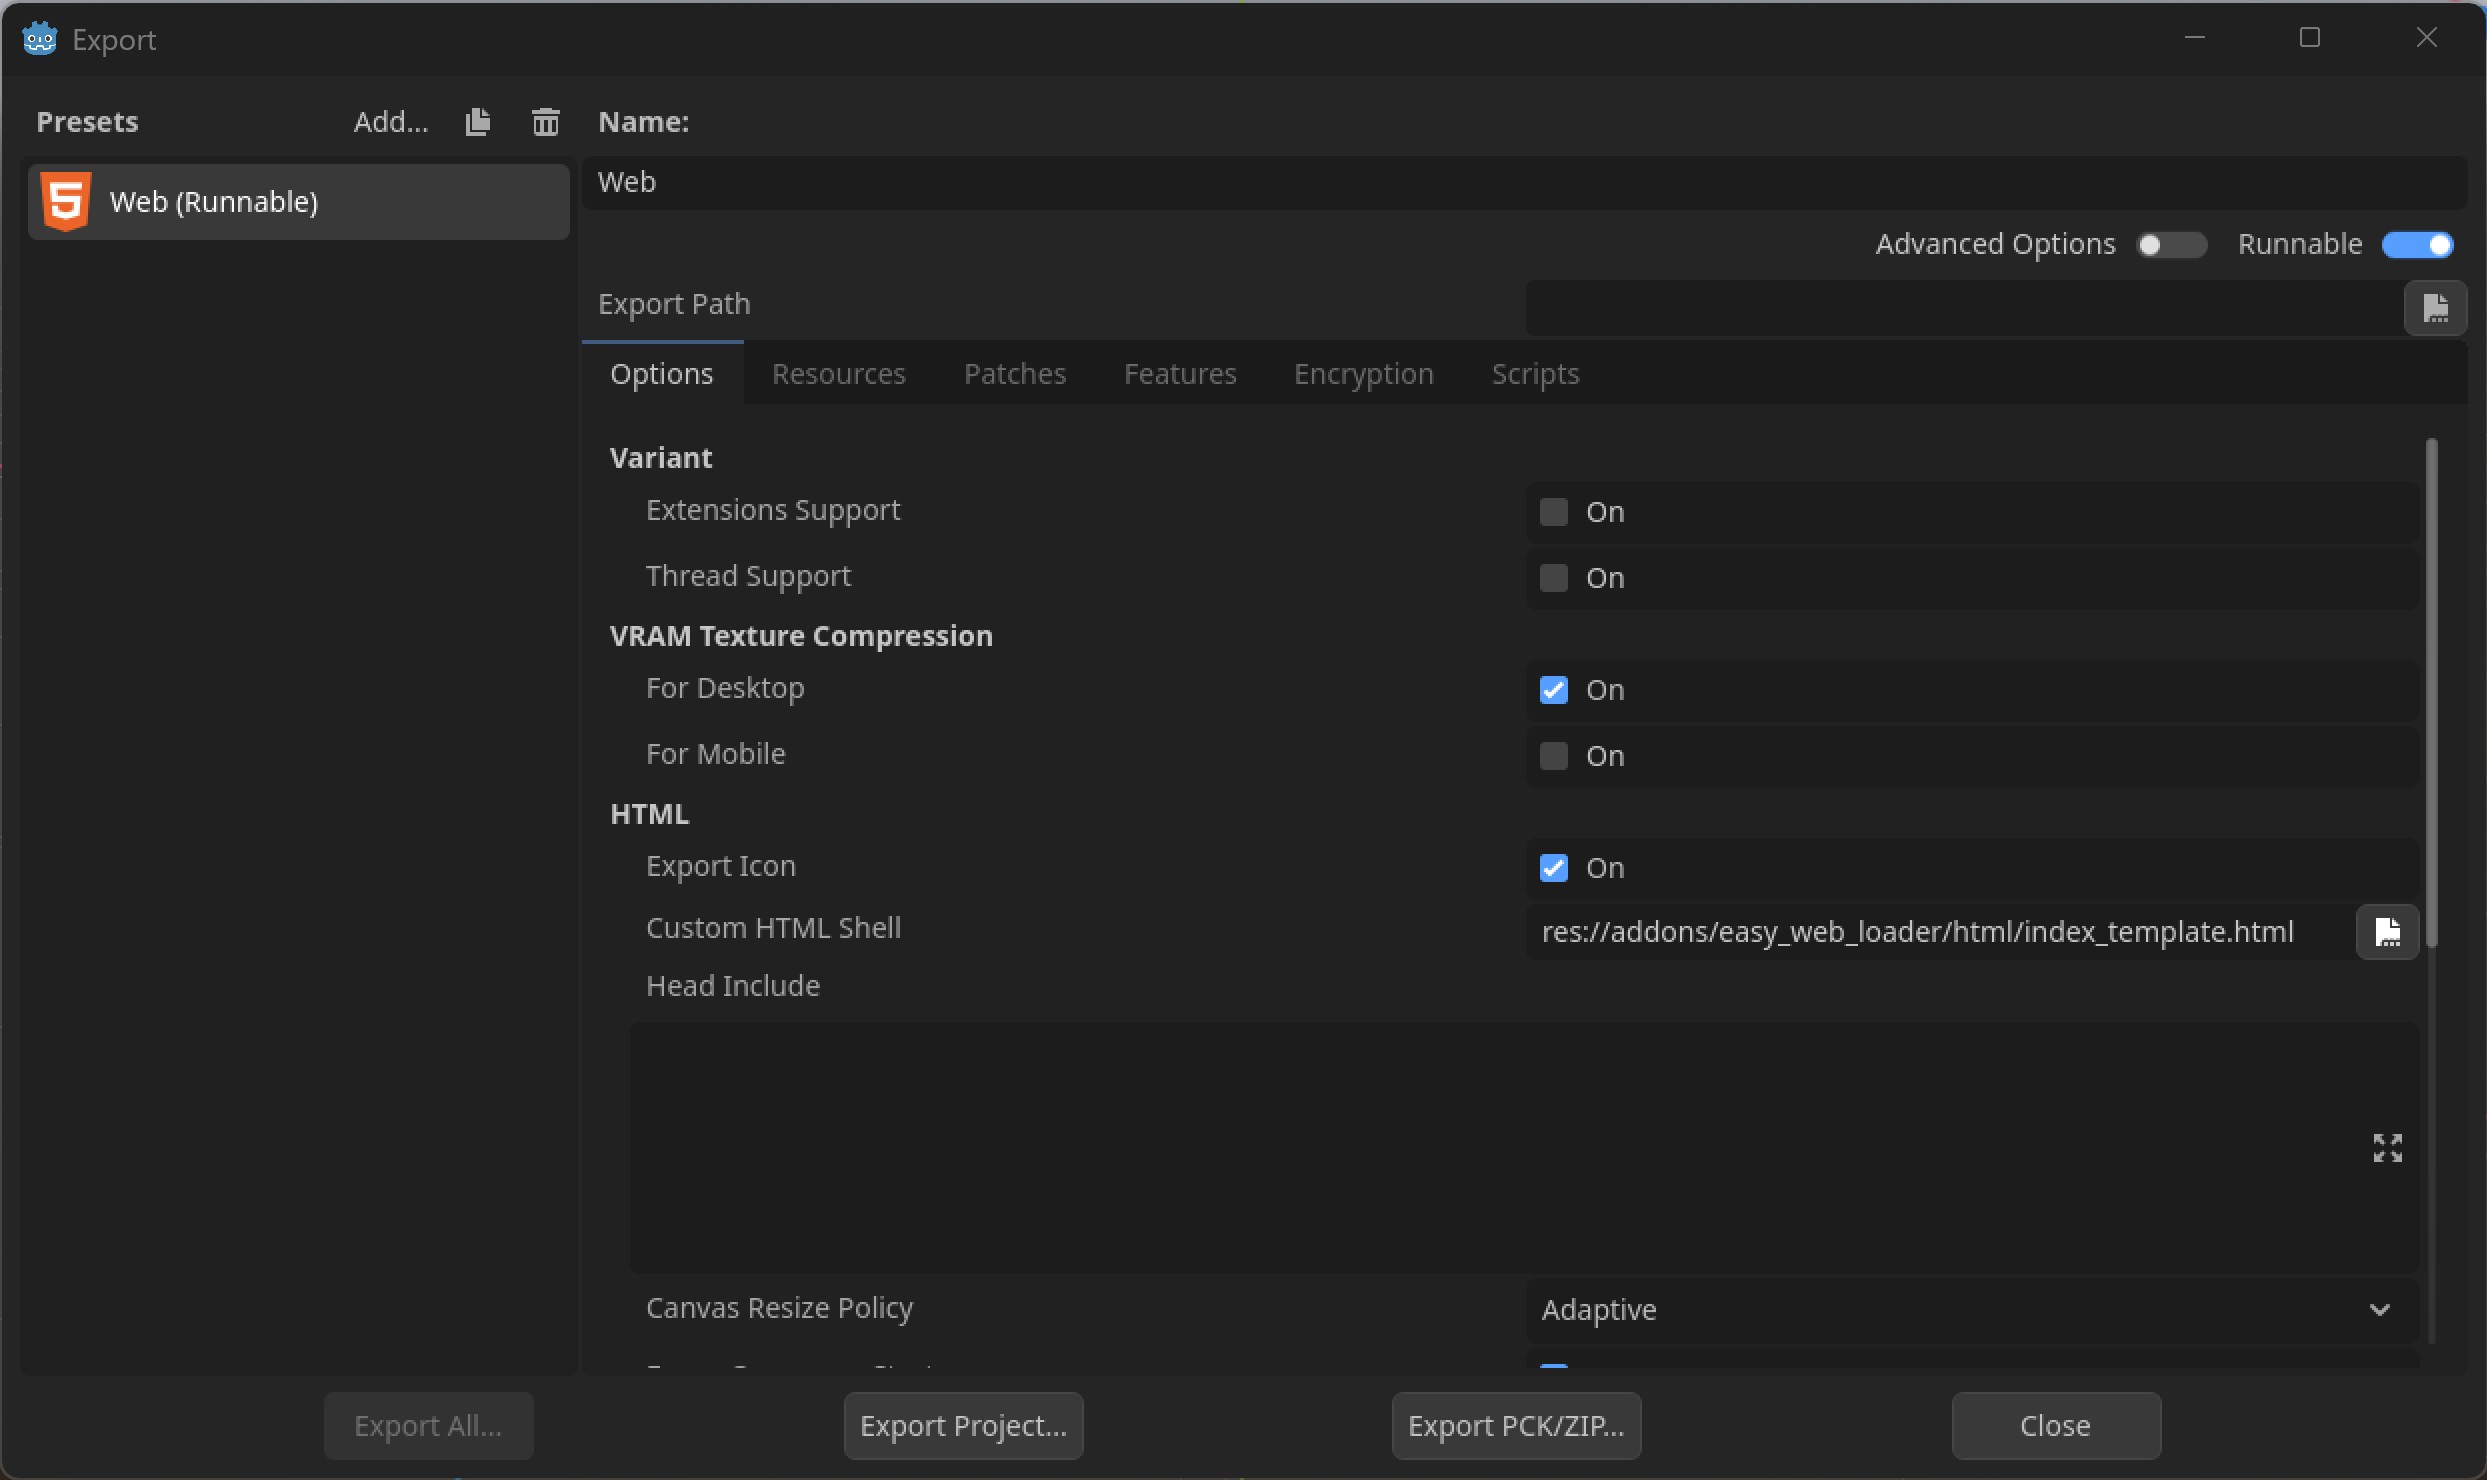 Export
Presets
Add...
Name:
Web (Runnable)
Web
Advanced Options
Runnable
Export Path
Options
Resources
Patches
Features
Encryption
Scripts
Variant
Extensions Support
On
Thread Support
On
VRAM Texture Compression
For Desktop
On
For Mobile
On
HTML
Export Icon
On
Custom HTML Shell
res://addons/easy_web_loader/html/index_template.html
Head Include
Canvas Resize Policy
Adaptive
Export All...
Export Project...
Export PCK/ZIP...
Close